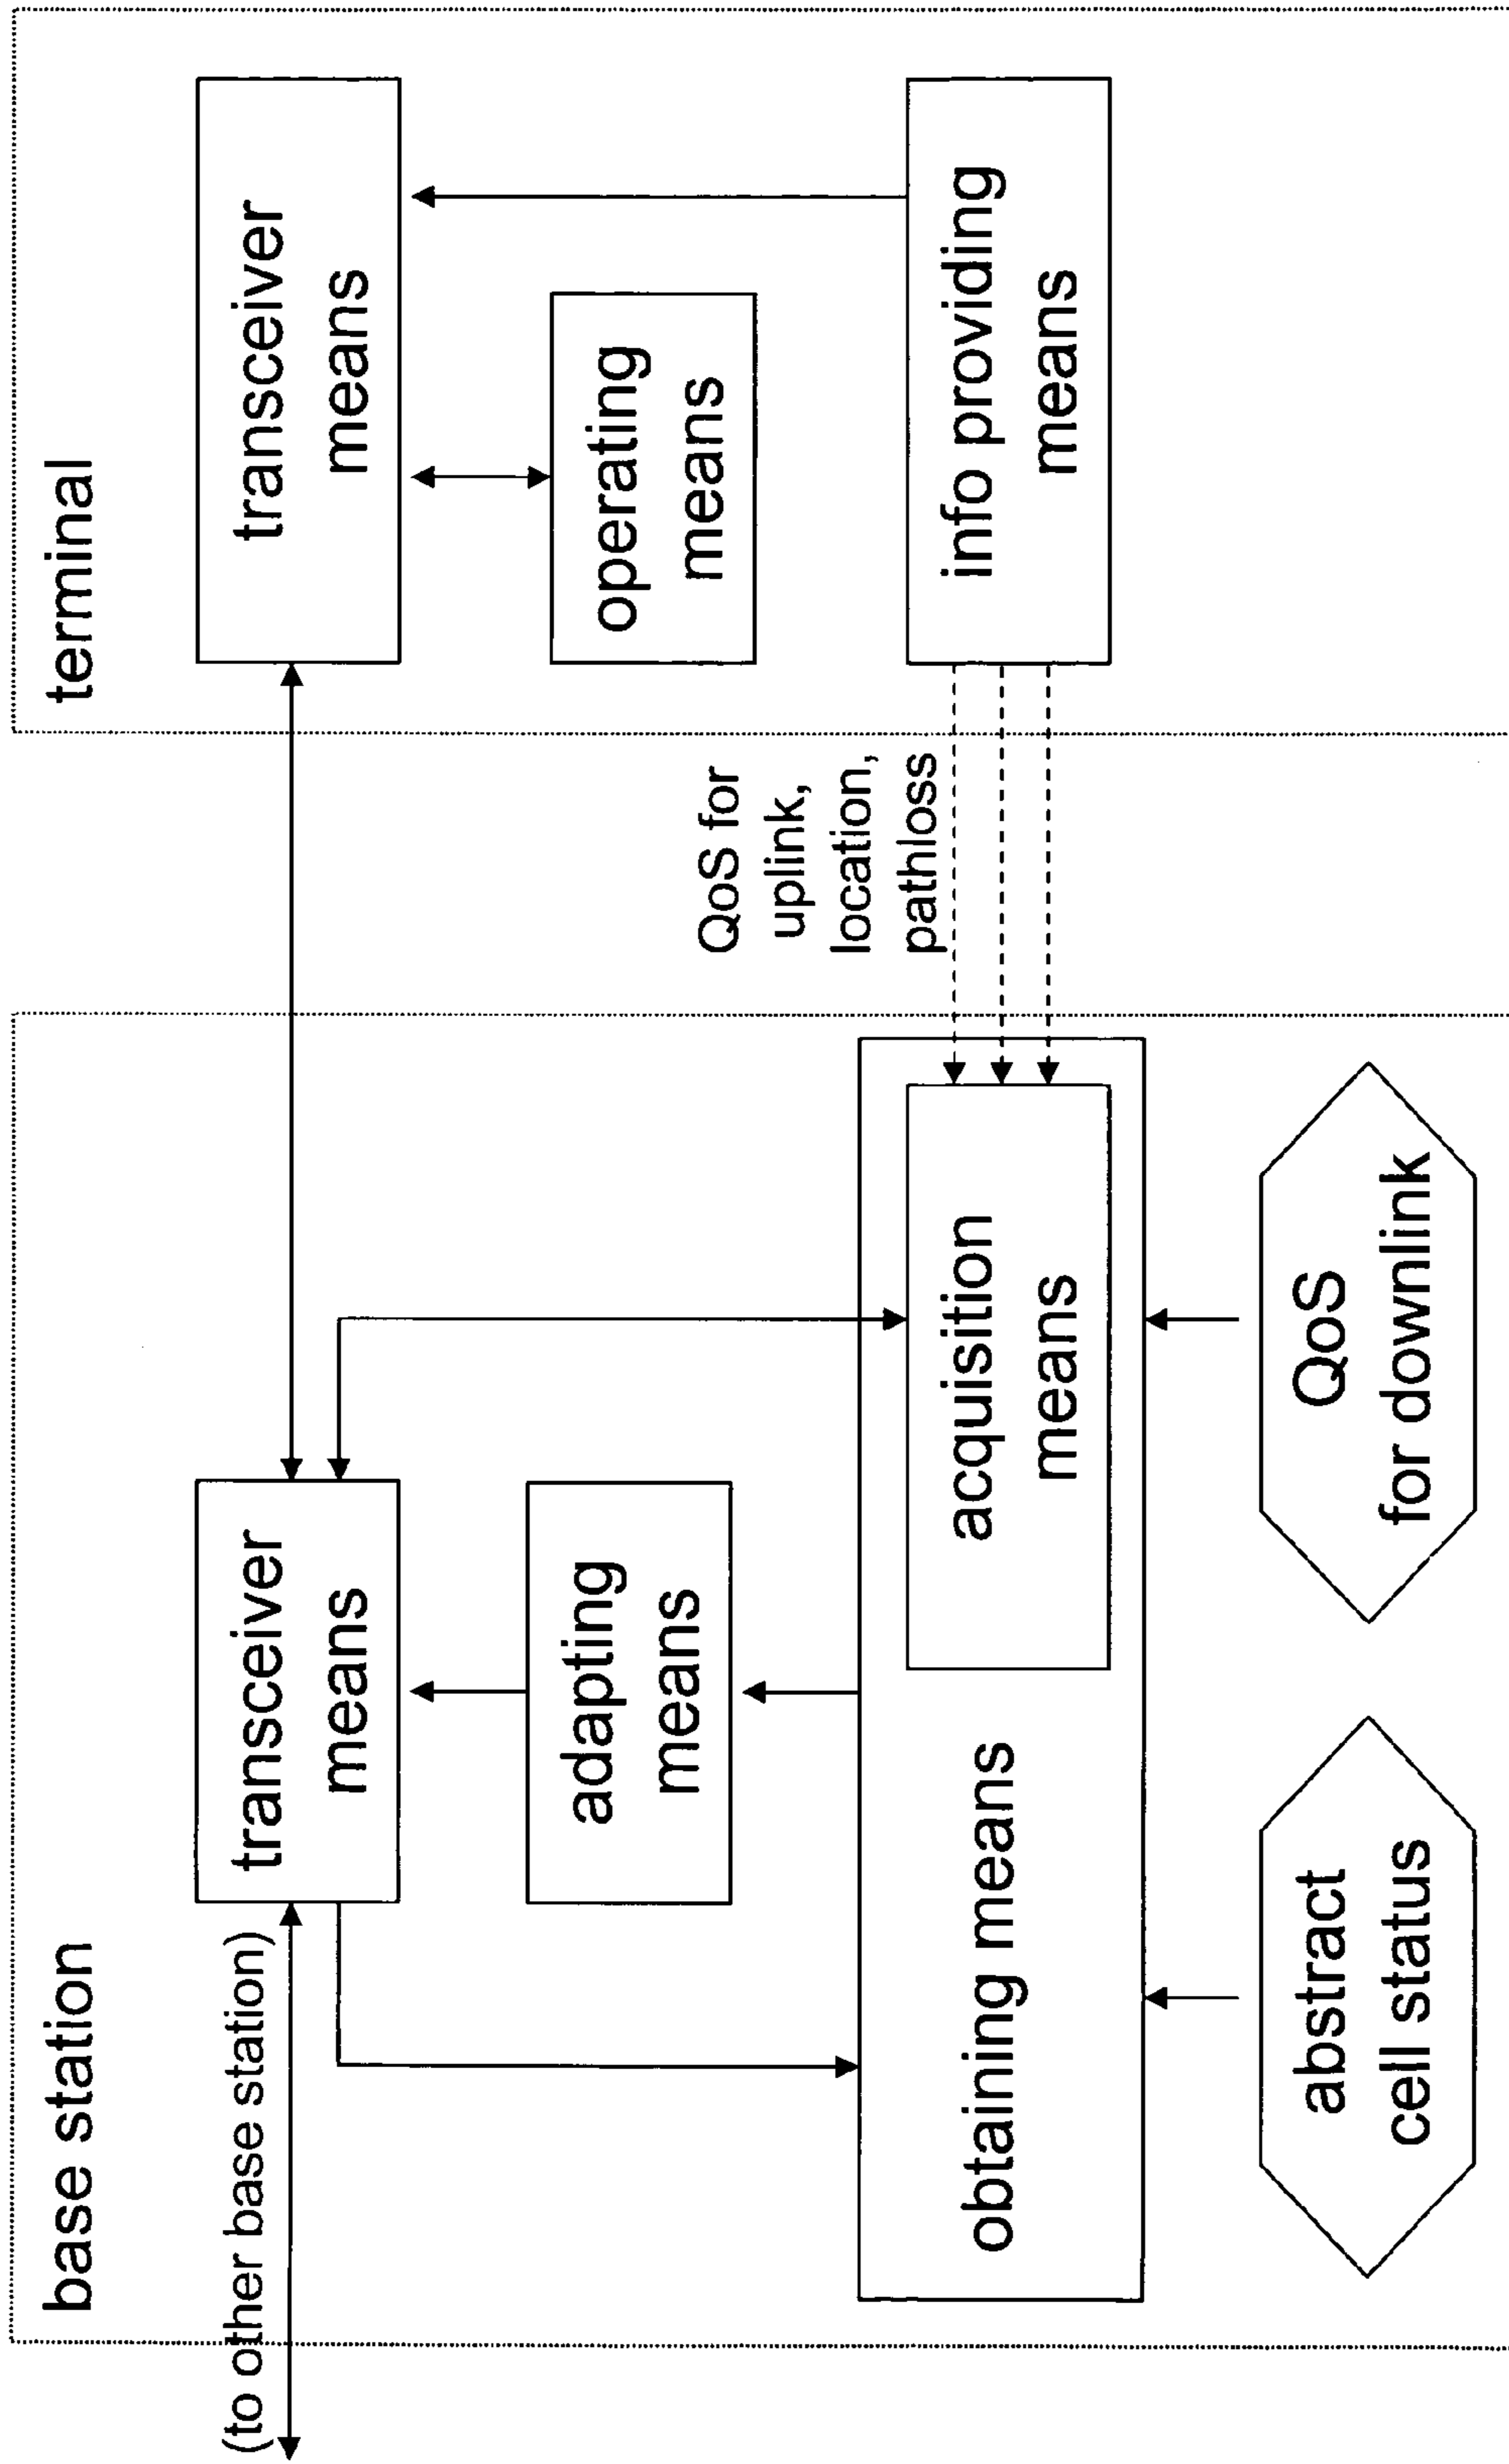 base station
(to other base station)
transceiver
means
adapting
means
obtaining means
acquisition
means
abstract
cell status
QoS
for downlink
QoS for
uplink,
location,
pathloss
terminal
transceiver
means
operating
means
info providing
means